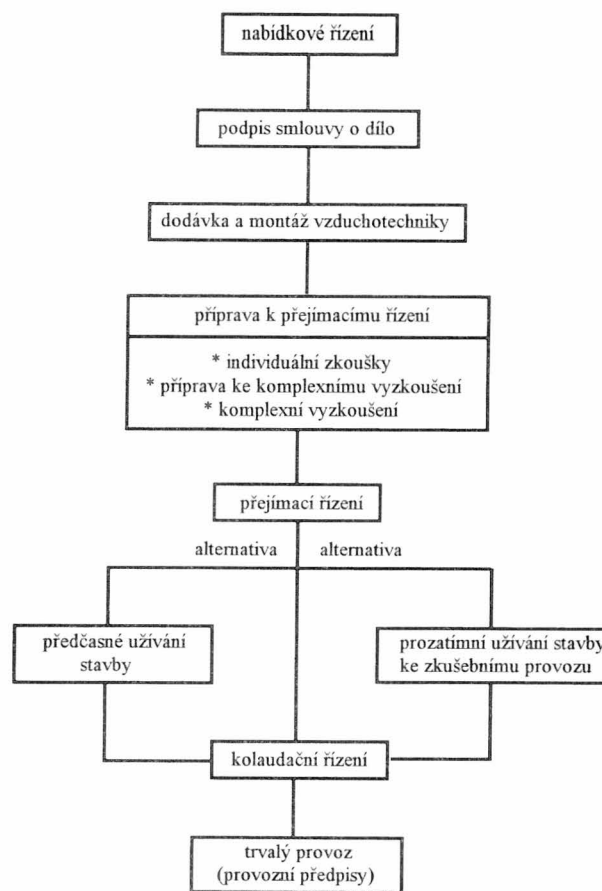 nabídkové řízení
podpis smlouvy o dílo
dodávka a montáž vzduchotechniky
příprava k přejímacímu řízení
* individuální zkoušky
* příprava ke komplexnímu vyzkoušení
* komplexní vyzkoušení
přejímací řízení
alternativa alternativa
předčasné užívání
stavby
prozatímní užívání stavby
ke zkušebnímu provozu
kolaudační řízení
trvalý provoz
(provozní předpisy)